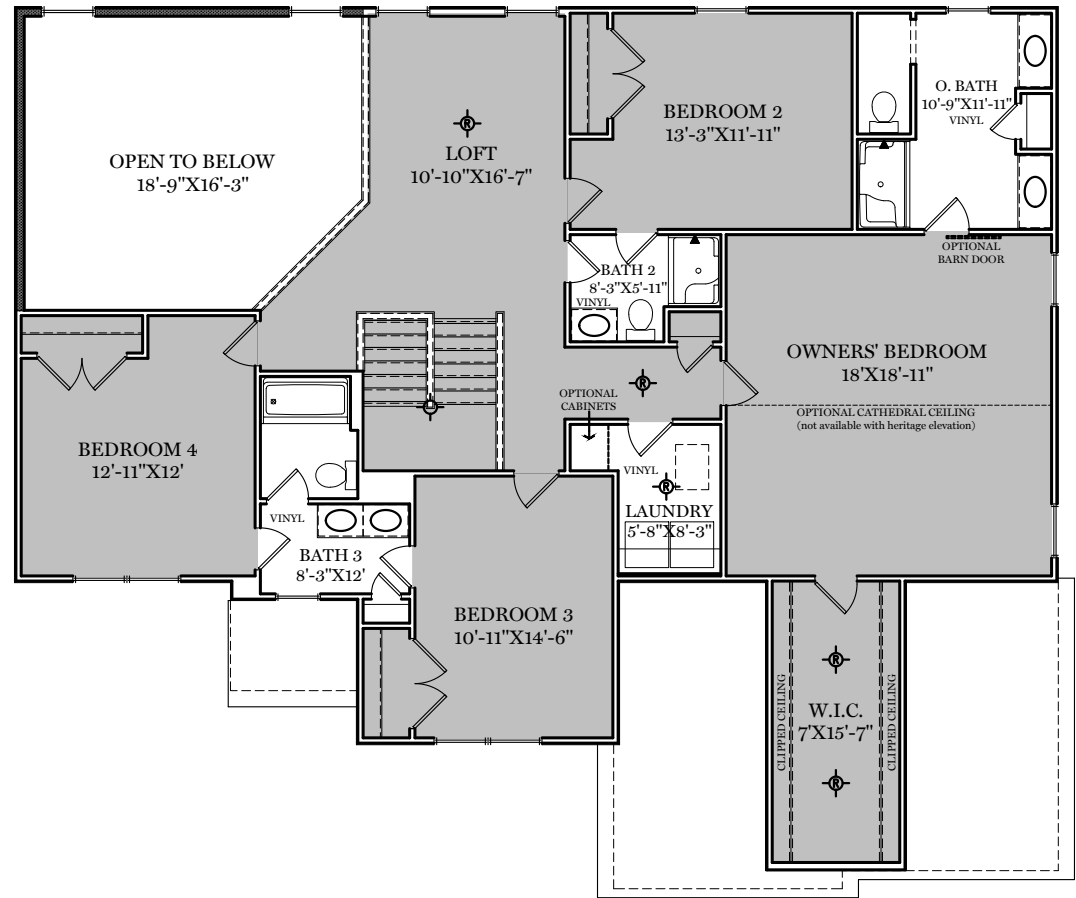 OPEN TO BELOW
18'-9"X16'-3"
R
LOFT
10'-10"X16'-7"
BEDROOM 2
13'-3"X11'-11"
O. BATH
10'-9"X11'-11"
VINYL
OPTIONAL
BARN DOOR
BATH 2
8'-3"X5'-11"
VINYL
OWNERS' BEDROOM
18'X18'-11"
OPTIONAL CATHEDRAL CEILING
(not available with heritage elevation)
R
OPTIONAL
CABINETS
BEDROOM 4
12'-11"X12'
VINYL
BATH 3
8'-3"X12'
VINYL
R
LAUNDRY
5'-8"X8'-3"
BEDROOM 3
10'-11"X14'-6"
R
CLIPPED CEILING
W.I.C.
7'X15'-7"
CLIPPED CEILING
R